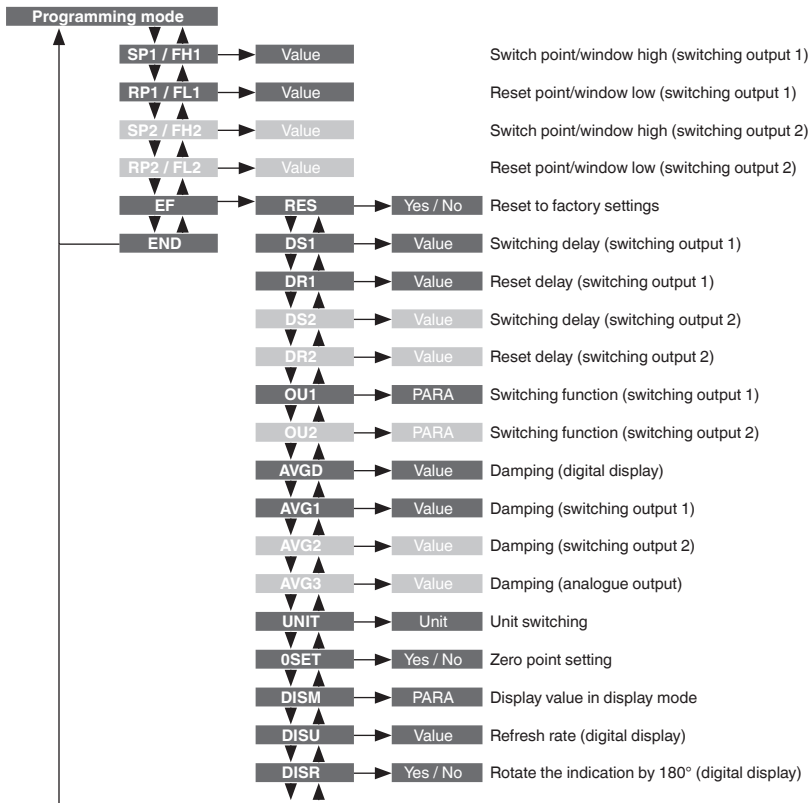 Programming mode
SP1 / FH1 Value Switch point/window high (switching output 1)
RP1 / FL1 Value Reset point/window low (switching output 1)
SP2 / FH2 Value Switch point/window high (switching output 2)
RP2 / FL2 Value Reset point/window low (switching output 2)
EF RES Yes / No Reset to factory settings
END DS1 Value Switching delay (switching output 1)
DR1 Value Reset delay (switching output 1)
DS2 Value Switching delay (switching output 2)
DR2 Value Reset delay (switching output 2)
OU1 PARA Switching function (switching output 1)
OU2 PARA Switching function (switching output 2)
AVGD Value Damping (digital display)
AVG1 Value Damping (switching output 1)
AVG2 Value Damping (switching output 2)
AVG3 Value Damping (analogue output)
UNIT Unit Unit switching
0SET Yes / No Zero point setting
DISM PARA Display value in display mode
DISU Value Refresh rate (digital display)
DISR Yes / No Rotate the indication by 180° (digital display)